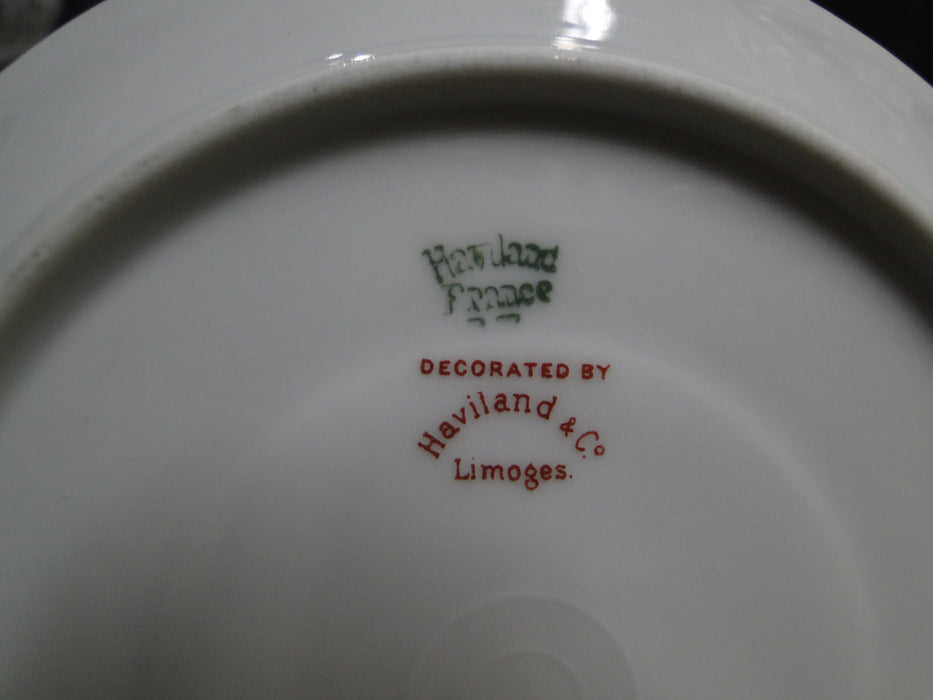 Haviland
France
DECORATED BY
Haviland & Co
Limoges.